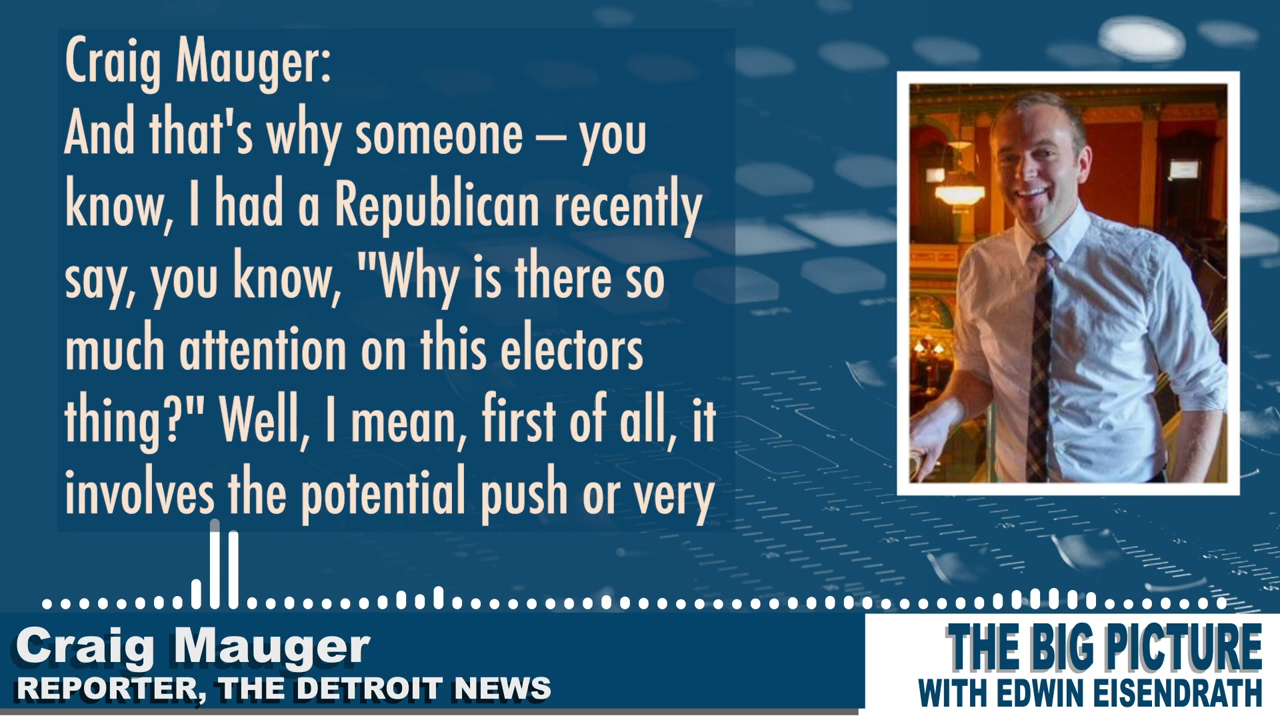 Craig Mauger:
And that's why someone – you
know, I had a Republican recently
say, you know, "Why is there so
much attention on this electors
thing?" Well, I mean, first of all, it
involves the potential push or very
Craig Mauger
REPORTER, THE DETROIT NEWS
THE BIG PICTURE
WITH EDWIN EISENDRATH